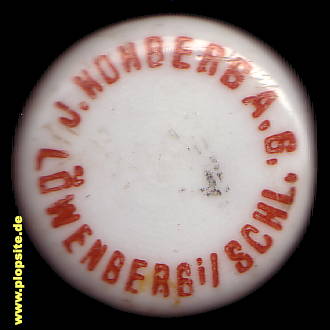 J. HOHBERG A.G.
LÖWENBERG i/ SCHL.
www.plopsite.de